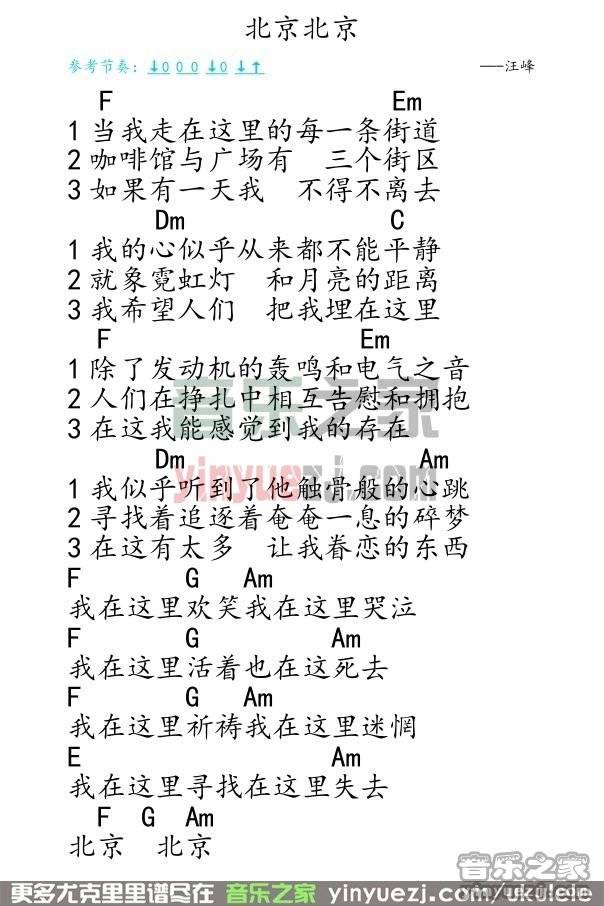 北京北京
参考节奏：↓0 0 0 ↓0 ↓↑ ---汪峰
F Em
1 当我走在这里的每一条街道
2 咖啡馆与广场有 三个街区
3 如果有一天我 不得不离去
Dm C
1 我的心似乎从来都不能平静
2 就象霓虹灯 和月亮的距离
3 我希望人们 把我埋在这里
F Em
1 除了发动机的轰鸣和电气之音
2 人们在挣扎中相互告慰和拥抱
3 在这我能感觉到我的存在
Dm Am
1 我似乎听到了他触骨般的心跳
2 寻找着追逐着奄奄一息的碎梦
3 在这有太多 让我眷恋的东西
F G Am
我在这里欢笑我在这里哭泣
F G Am
我在这里活着也在这死去
F G Am
我在这里祈祷我在这里迷惘
E Am
我在这里寻找在这里失去
F G Am
北京 北京
音乐之家
yinyuezj.com
音乐之家
yinyuezj.com
更多尤克里里谱尽在 音乐之家 yinyuezj.com/ukulele